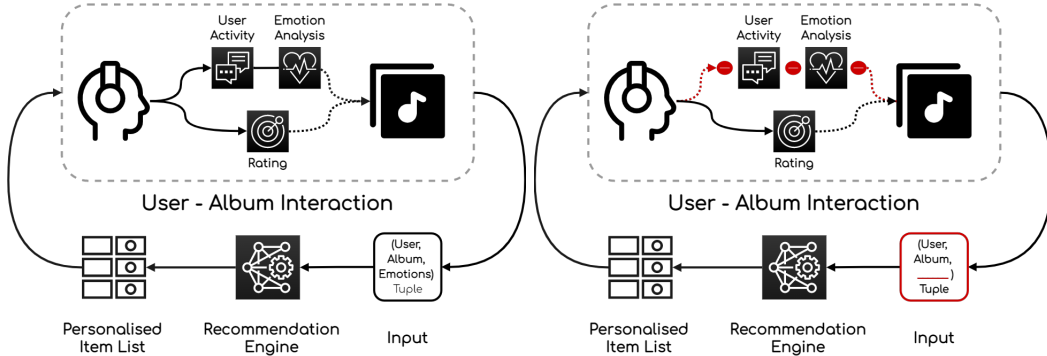 User
Activity
Emotion
Analysis
Rating
User - Album Interaction
(User,
Album,
Emotions)
Tuple
Personalised
Item List
Recommendation
Engine
Input
User
Activity
Emotion
Analysis
Rating
User - Album Interaction
(User,
Album,
____ )
Tuple
Personalised
Item List
Recommendation
Engine
Input